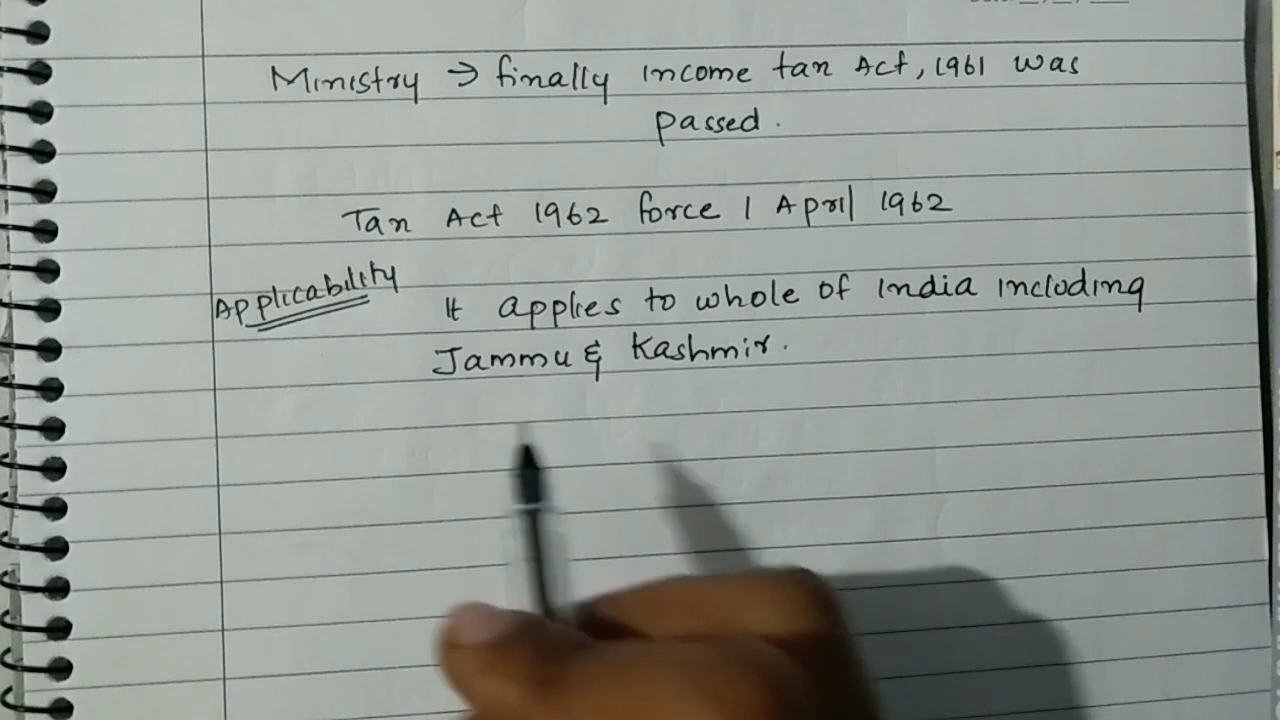 Ministry → finally income tax Act, 1961 was
passed.
Tax Act 1962 force 1 April 1962
Applicability
It applies to whole of India including
Jammu & Kashmir.